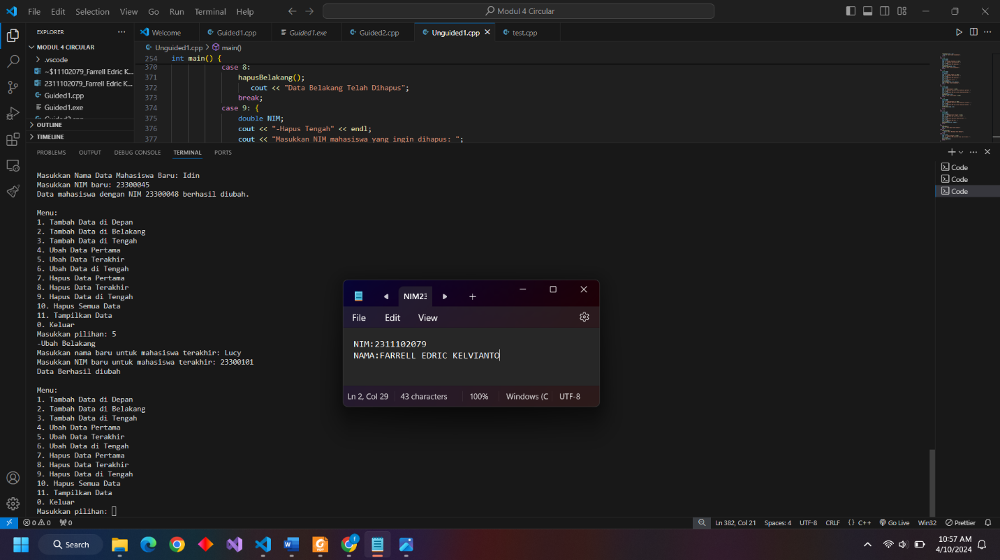 File Edit Selection View Go Run Terminal Help
Modul 4 Circular
EXPLORER
MODUL 4 CIRCULAR
.vscode
~$11102079_Farrell Edric K...
2311102079_Farrell Edric K...
Guided1.cpp
Guided1.exe
OUTLINE
TIMELINE
Welcome Guided1.cpp Guided1.exe Guided2.cpp Unguided1.cpp test.cpp
Unguided1.cpp > main()
254 int main() {
370 case 8:
371 hapusBelakang();
372 cout << "Data Belakang Telah Dihapus";
373 break;
374 case 9: {
375 double NIM;
376 cout << "-Hapus Tengah" << endl;
377 cout << "Masukkan NIM mahasiswa yang ingin dihapus: ";
PROBLEMS OUTPUT DEBUG CONSOLE TERMINAL PORTS
Code
Code
Code
Masukkan Nama Data Mahasiswa Baru: Idin
Masukkan NIM baru: 23300045
Data mahasiswa dengan NIM 23300048 berhasil diubah.
Menu:
1. Tambah Data di Depan
2. Tambah Data di Belakang
3. Tambah Data di Tengah
4. Ubah Data Pertama
5. Ubah Data Terakhir
6. Ubah Data di Tengah
7. Hapus Data Pertama
8. Hapus Data Terakhir
9. Hapus Data di Tengah
10. Hapus Semua Data
11. Tampilkan Data
0. Keluar
Masukkan pilihan: 5
-Ubah Belakang
Masukkan nama baru untuk mahasiswa terakhir: Lucy
Masukkan NIM baru untuk mahasiswa terakhir: 23300101
Data Berhasil diubah
Menu:
1. Tambah Data di Depan
2. Tambah Data di Belakang
3. Tambah Data di Tengah
4. Ubah Data Pertama
5. Ubah Data Terakhir
6. Ubah Data di Tengah
7. Hapus Data Pertama
8. Hapus Data Terakhir
9. Hapus Data di Tengah
10. Hapus Semua Data
11. Tampilkan Data
0. Keluar
Masukkan pilihan:
NIM23
File Edit View
NIM:2311102079
NAMA:FARRELL EDRIC KELVIANTO
Ln 2, Col 29 43 characters 100% Windows (C UTF-8
0 0 0 Ln 382, Col 21 Spaces: 4 UTF-8 CRLF {} C++ Go Live Win32 Prettier
Search
10:57 AM
4/10/2024